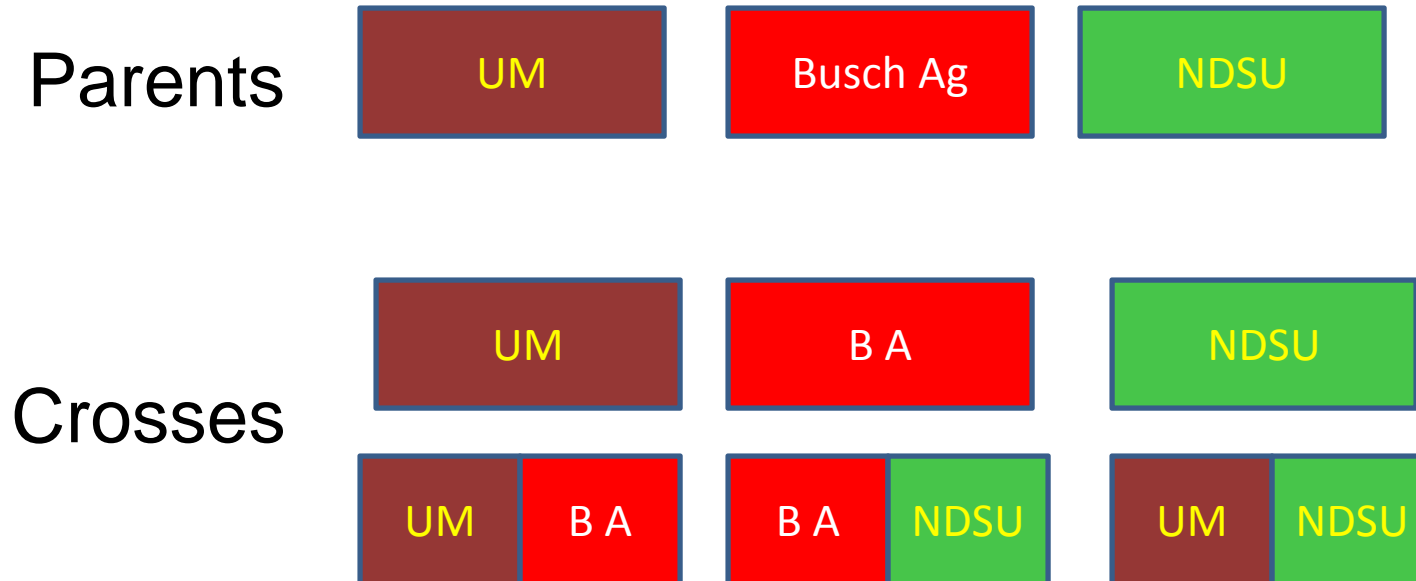 Parents
UM Busch Ag NDSU
UM B A NDSU
Crosses
UM B A B A NDSU UM NDSU